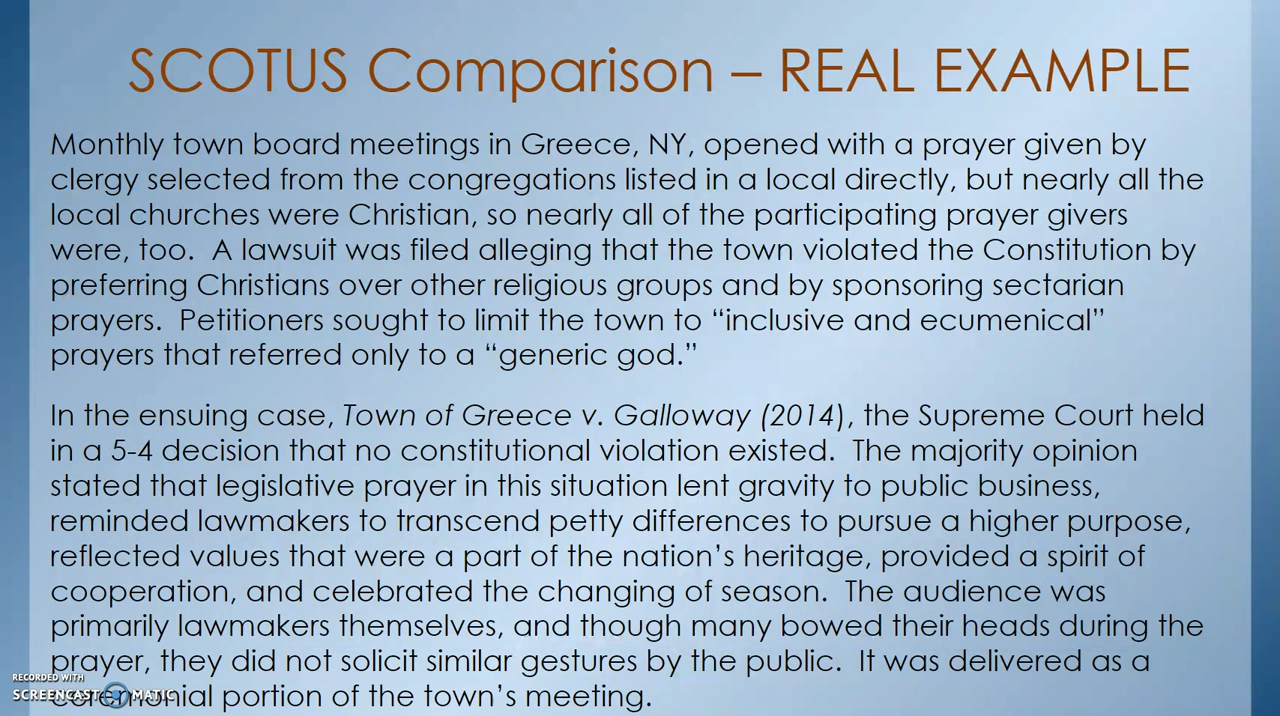 SCOTUS Comparison – REAL EXAMPLE
Monthly town board meetings in Greece, NY, opened with a prayer given by
clergy selected from the congregations listed in a local directly, but nearly all the
local churches were Christian, so nearly all of the participating prayer givers
were, too.  A lawsuit was filed alleging that the town violated the Constitution by
preferring Christians over other religious groups and by sponsoring sectarian
prayers.  Petitioners sought to limit the town to “inclusive and ecumenical”
prayers that referred only to a “generic god.”
In the ensuing case, Town of Greece v. Galloway (2014), the Supreme Court held
in a 5-4 decision that no constitutional violation existed.  The majority opinion
stated that legislative prayer in this situation lent gravity to public business,
reminded lawmakers to transcend petty differences to pursue a higher purpose,
reflected values that were a part of the nation’s heritage, provided a spirit of
cooperation, and celebrated the changing of season.  The audience was
primarily lawmakers themselves, and though many bowed their heads during the
prayer, they did not solicit similar gestures by the public.  It was delivered as a
ceremonial portion of the town’s meeting.
RECORDED WITH
SCREENCAST MATIC